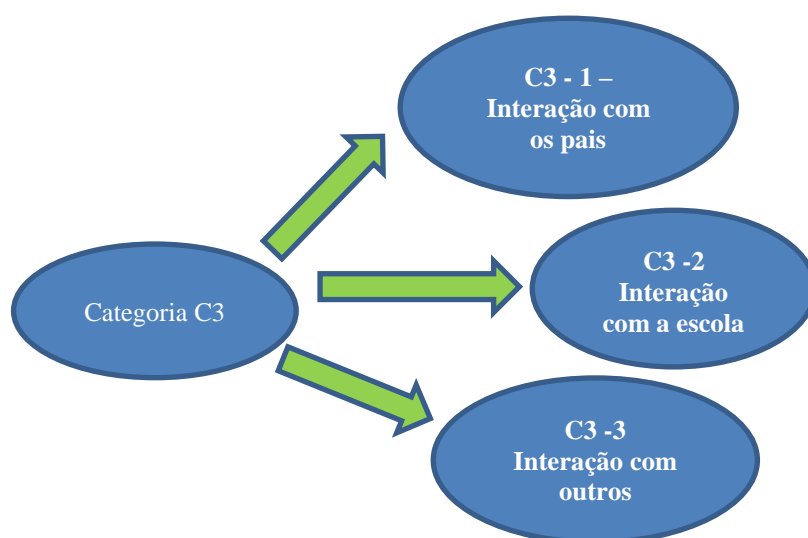 C3 - 1 –
Interação com
os pais
Categoria C3
C3 -2
Interação
com a escola
C3 -3
Interação com
outros